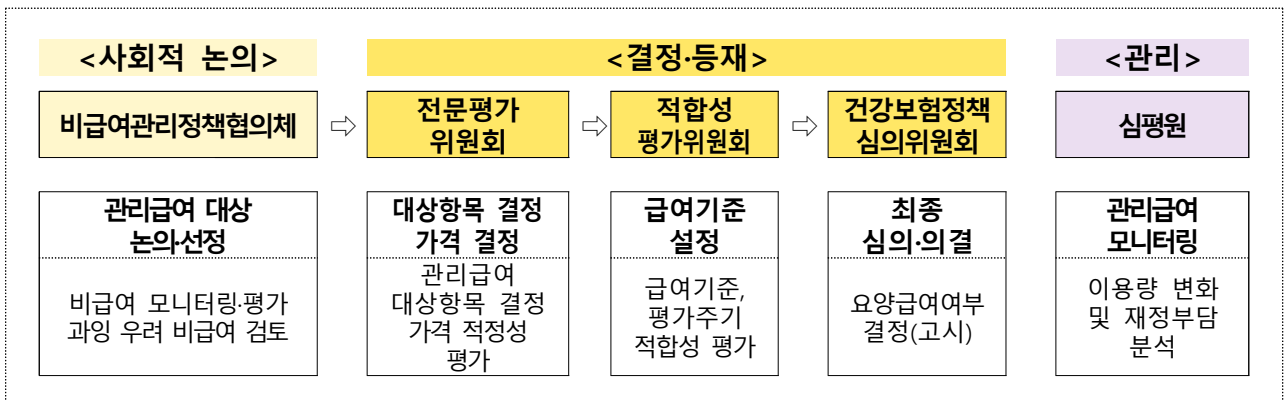 <사회적 논의>
<결정·등재>
<관리>
비급여관리정책협의체
⇨
전문평가
위원회
⇨
적합성
평가위원회
⇨
건강보험정책
심의위원회
심평원
관리급여 대상
논의·선정
비급여 모니터링·평가
과잉 우려 비급여 검토
대상항목 결정
가격 결정
관리급여
대상항목 결정
가격 적정성
평가
급여기준
설정
급여기준,
평가주기
적합성 평가
최종
심의·의결
요양급여여부
결정(고시)
관리급여
모니터링
이용량 변화
및 재정부담
분석